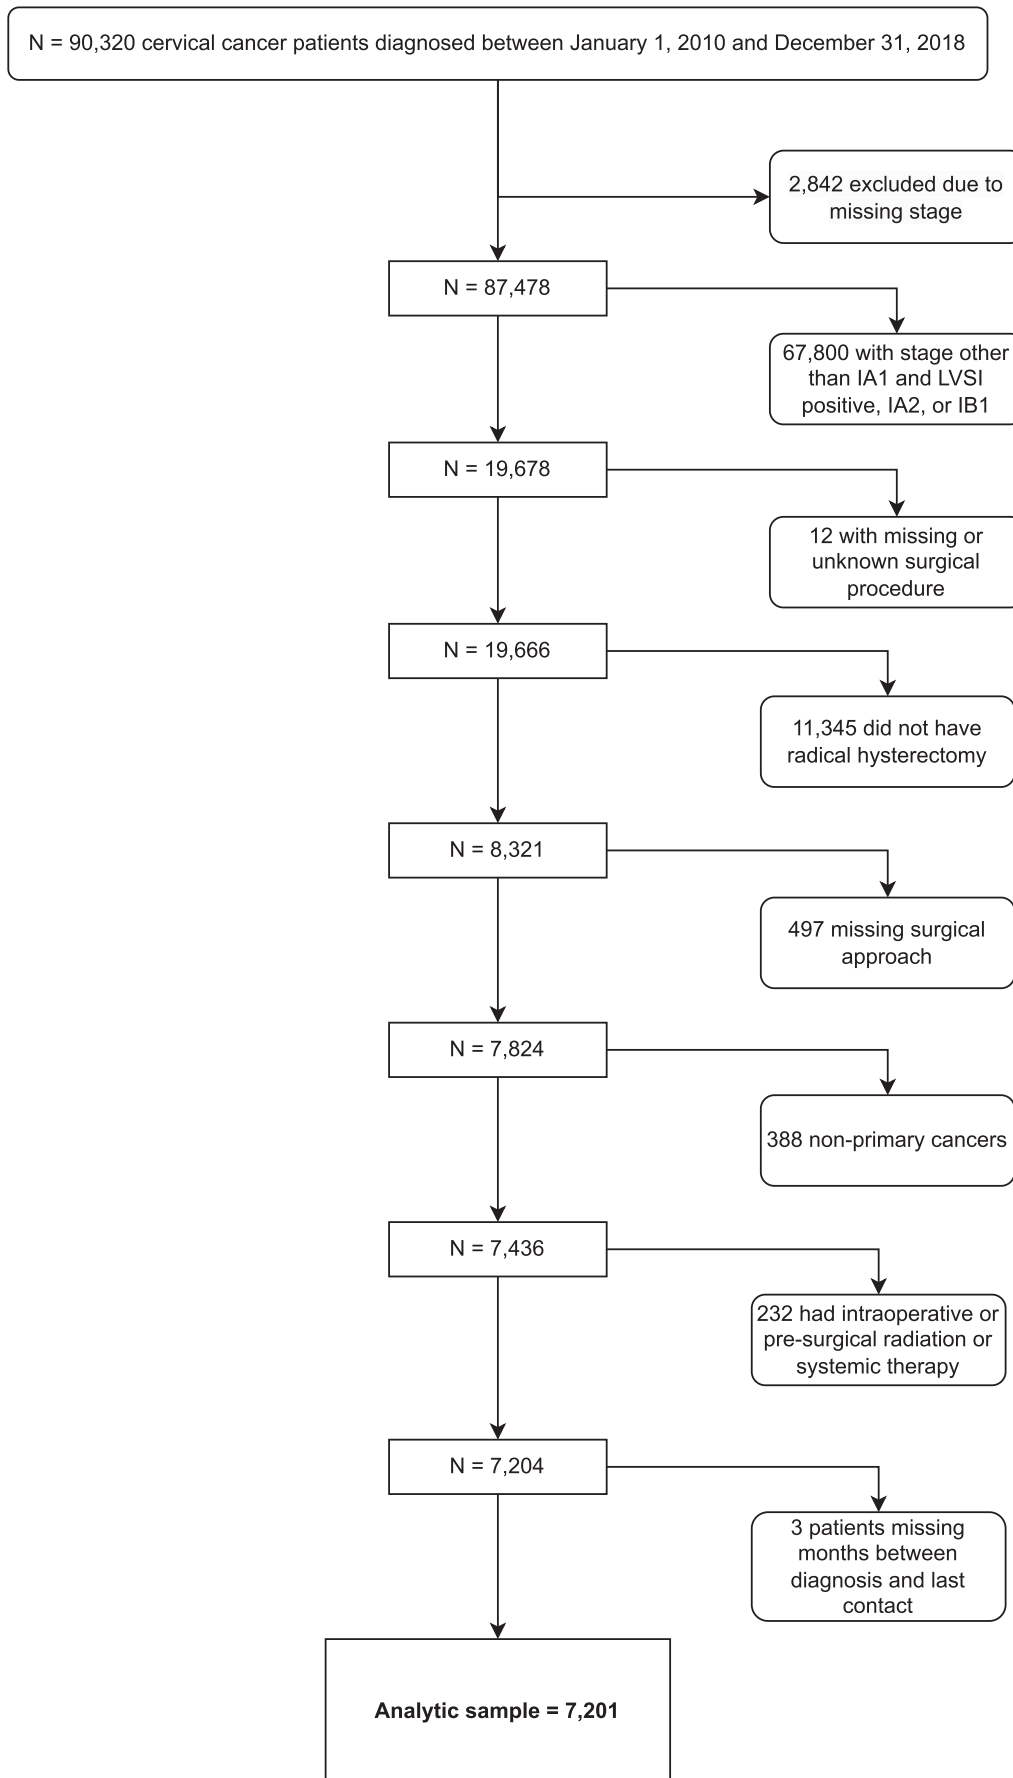 N = 90,320 cervical cancer patients diagnosed between January 1, 2010 and December 31, 2018
2,842 excluded due to
missing stage
N = 87,478
67,800 with stage other
than IA1 and LVSI
positive, IA2, or IB1
N = 19,678
12 with missing or
unknown surgical
procedure
N = 19,666
11,345 did not have
radical hysterectomy
N = 8,321
497 missing surgical
approach
N = 7,824
388 non-primary cancers
N = 7,436
232 had intraoperative or
pre-surgical radiation or
systemic therapy
N = 7,204
3 patients missing
months between
diagnosis and last
contact
Analytic sample = 7,201